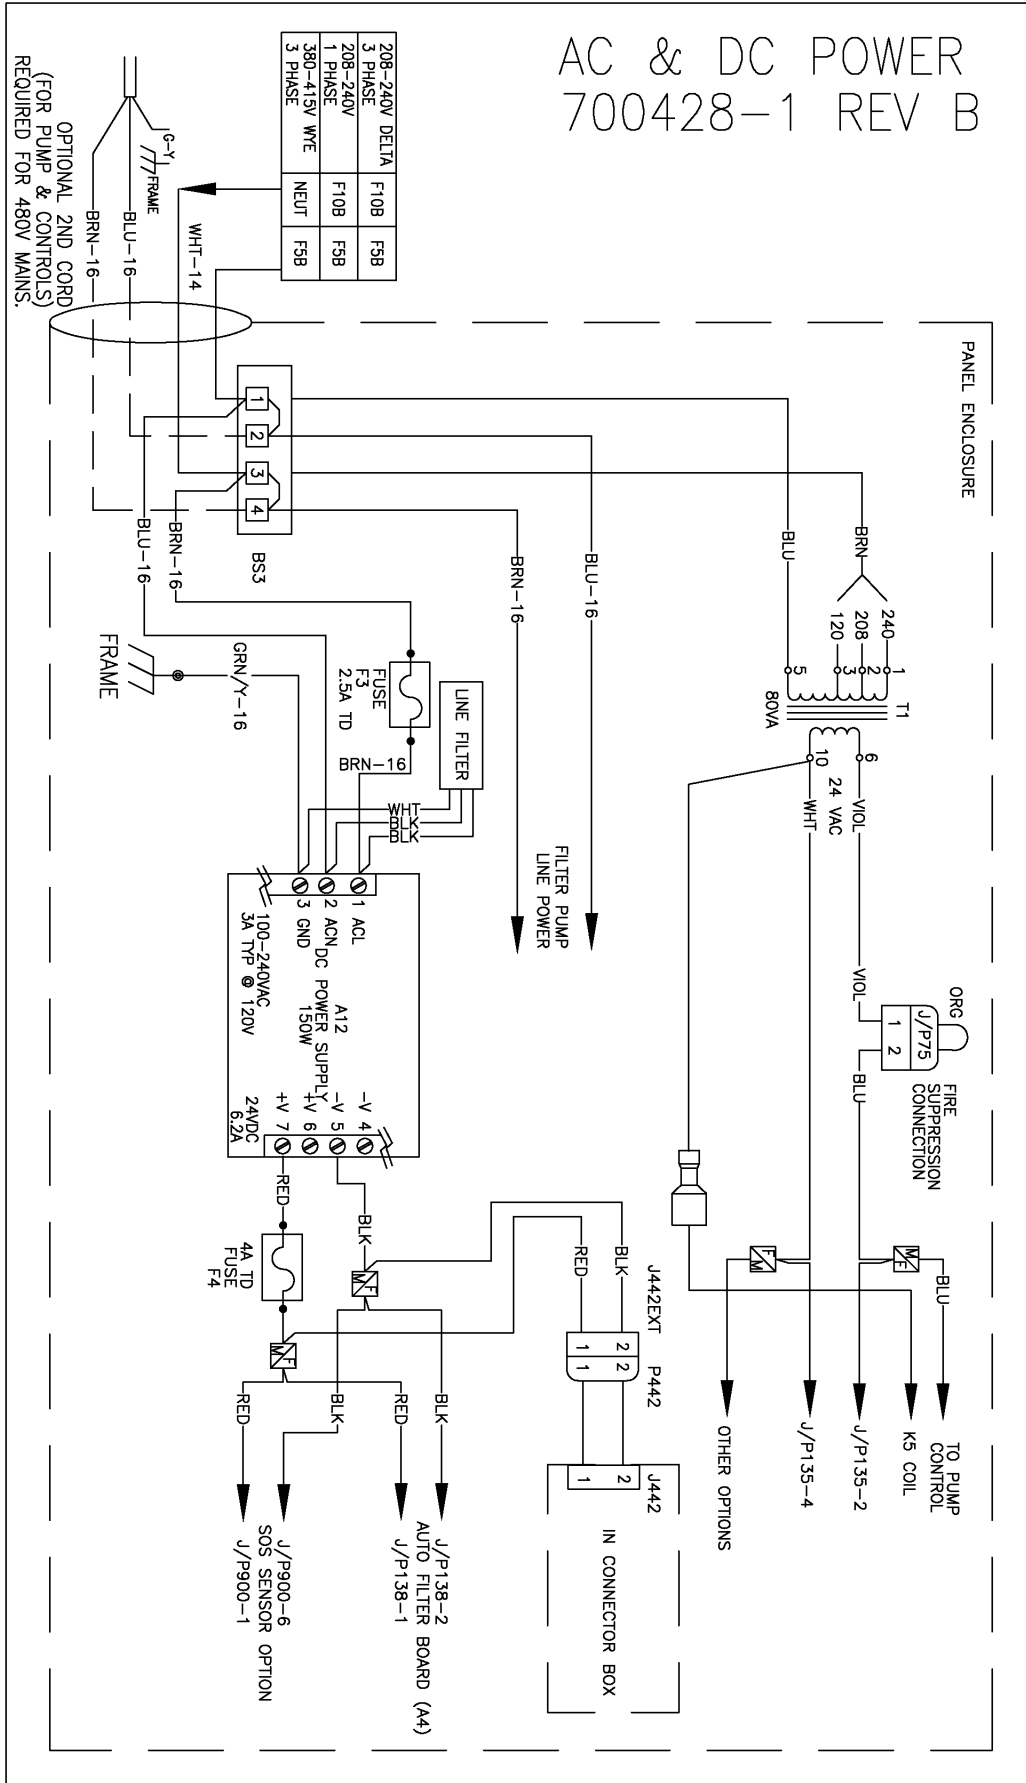 AC & DC POWER
700428-1 REV B
208-240V DELTA
3 PHASE
F10B
F5B
208-240V
1 PHASE
F10B
F5B
380-415V WYE
3 PHASE
NEUT
F5B
G-Y
FRAME
WHT-14
BLU-16
BRN-16
OPTIONAL 2ND CORD
(FOR PUMP & CONTROLS)
REQUIRED FOR 480V MAINS.
PANEL ENCLOSURE
1
2
3
4
BS3
BLU-16
BRN-16
BRN-16
BLU-16
BLU
BRN
240
208
120
1
2
3
5
T1
80VA
6
10
24 VAC
VIOL
WHT
VIOL
ORG
J/P75
1
2
FIRE
SUPPRESSION
CONNECTION
BLU
FUSE
F3
2.5A TD
LINE FILTER
GRN/Y-16
FRAME
BRN-16
WHT
BLK
BLK
FILTER PUMP
LINE POWER
1 ACL
2 ACN
3 GND
100-240VAC
3A TYP @ 120V
A12
DC POWER SUPPLY
150W
-V 4
-V 5
+V 6
+V 7
24VDC
6.2A
RED
BLK
4A TD
FUSE
F4
M
F
M
F
RED
BLK
RED
BLK
RED
BLK
J442EXT
P442
1
2
1
2
J442
1
2
IN CONNECTOR BOX
F
M
M
F
BLU
TO PUMP
CONTROL
K5 COIL
J/P135-2
J/P135-4
OTHER OPTIONS
J/P138-2
AUTO FILTER BOARD (A4)
J/P138-1
J/P900-6
SOS SENSOR OPTION
J/P900-1